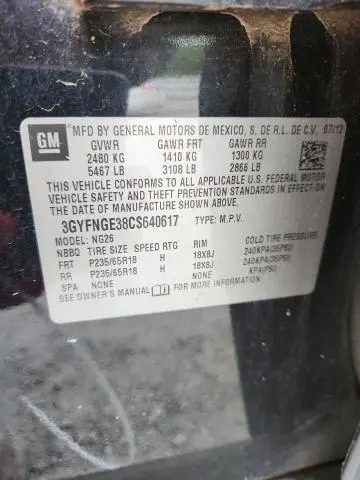 GM
MFD BY GENERAL MOTORS DE MEXICO, S. DE R.L. DE C.V. 07/12
GVWR GAWR FRT GAWR RR
2480 KG 1410 KG 1300 KG
5467 LB 3108 LB 2866 LB
THIS VEHICLE CONFORMS TO ALL APPLICABLE U.S. FEDERAL MOTOR
VEHICLE SAFETY AND THEFT PREVENTION STANDARDS IN EFFECT ON
THE DATE OF MANUFACTURE SHOWN ABOVE.
3GYFNGE38CS640617 TYPE: M.P.V.
MODEL: NG26
NBBQ TIRE SIZE SPEED RTG RIM COLD TIRE PRESSURE
FRT P235/65R18 H 18X8J 240KPA(35PSI)
RR P235/65R18 H 18X8J 240KPA(35PSI)
SPA NONE NONE KPA(PSI)
SEE OWNER'S MANUAL FOR ADDITIONAL INFORMATION.